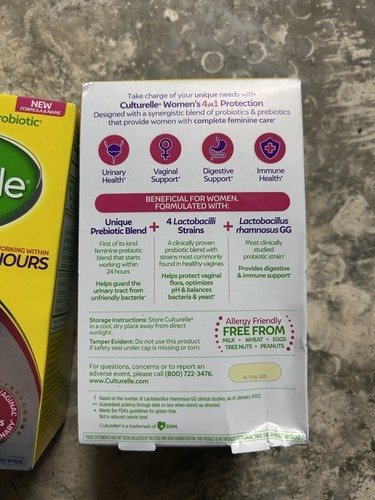 NEW
FORMULA & NAME
robiotic†
le®
WORKING WITHIN
HOURS
Take charge of your unique needs with
Culturelle® Women's 4in1 Protection
Designed with a synergistic blend of probiotics & prebiotics
that provide women with complete feminine care:
Urinary
Health*
Vaginal
Support*
Digestive
Support*
Immune
Health*
BENEFICIAL FOR WOMEN.
FORMULATED WITH:
Unique
Prebiotic Blend
+
4 Lactobacilli
Strains
+
Lactobacillus
rhamnosus GG
First of its kind
feminine prebiotic
blend that starts
working within
24 hours
Helps guard the
urinary tract from
unfriendly bacteria*
A clinically proven
probiotic blend with
strains most commonly
found in healthy vaginas
Helps protect vaginal
flora, optimizes
pH & balances
bacteria & yeast*
Most clinically
studied
probiotic strain†
Provides digestive
& immune support*
Storage Instructions: Store Culturelle®
in a cool, dry place away from direct
sunlight.
Tamper Evident: Do not use this product
if safety seal under cap is missing or torn.
Allergy Friendly
FREE FROM
MILK • WHEAT • EGGS
TREE NUTS • PEANUTS
For questions, concerns or to report an
adverse event, please call (800) 722-3476.
www.Culturelle.com
ACTUAL SIZE
† Based on the number of Lactobacillus rhamnosus GG clinical studies, as of January 2020.
Guaranteed potency through date on box when stored as directed.
Meets the FDA's guidelines for gluten-free.
Not a reduced calorie food.
Culturelle® is a trademark of DSM.
VAGINAL